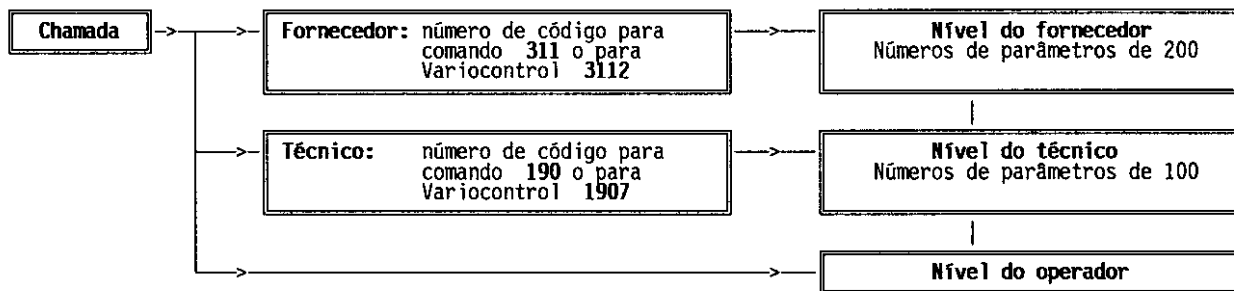 Chamada
Fornecedor: número de código para
comando 311 o para
Variocontrol 3112
Nível do fornecedor
Números de parâmetros de 200
Técnico: número de código para
comando 190 o para
Variocontrol 1907
Nível do técnico
Números de parâmetros de 100
Nível do operador